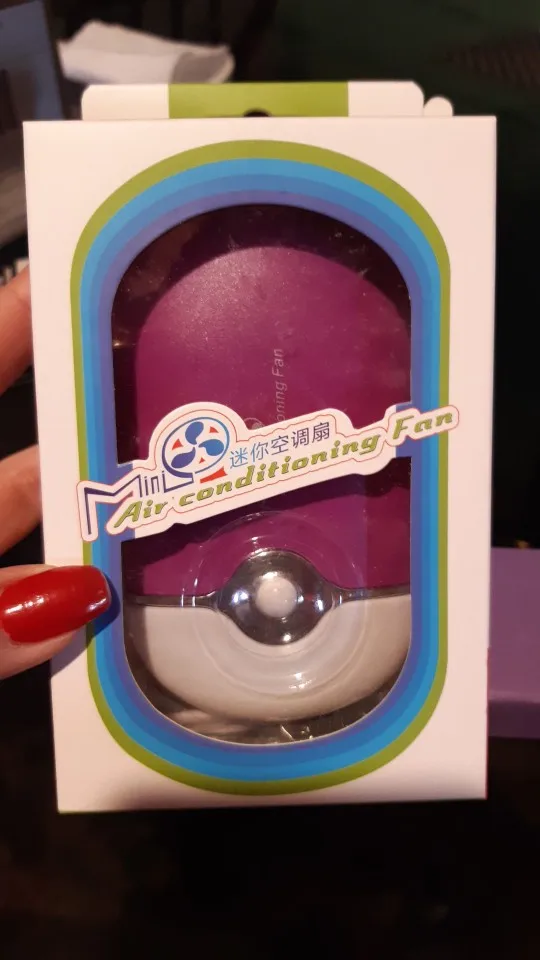 oning Fan
Mini 迷你空调扇
Air conditioning Fan